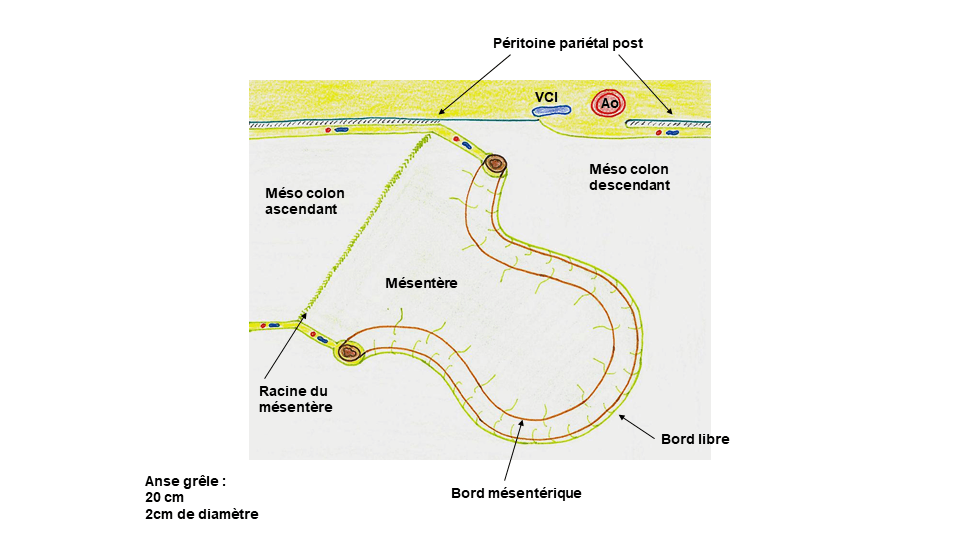 Péritoine pariétal post
VCI
Ao
Méso colon
descendant
Méso colon
ascendant
Mésentère
Racine du
mésentère
Bord libre
Bord mésentérique
Anse grêle :
20 cm
2cm de diamètre